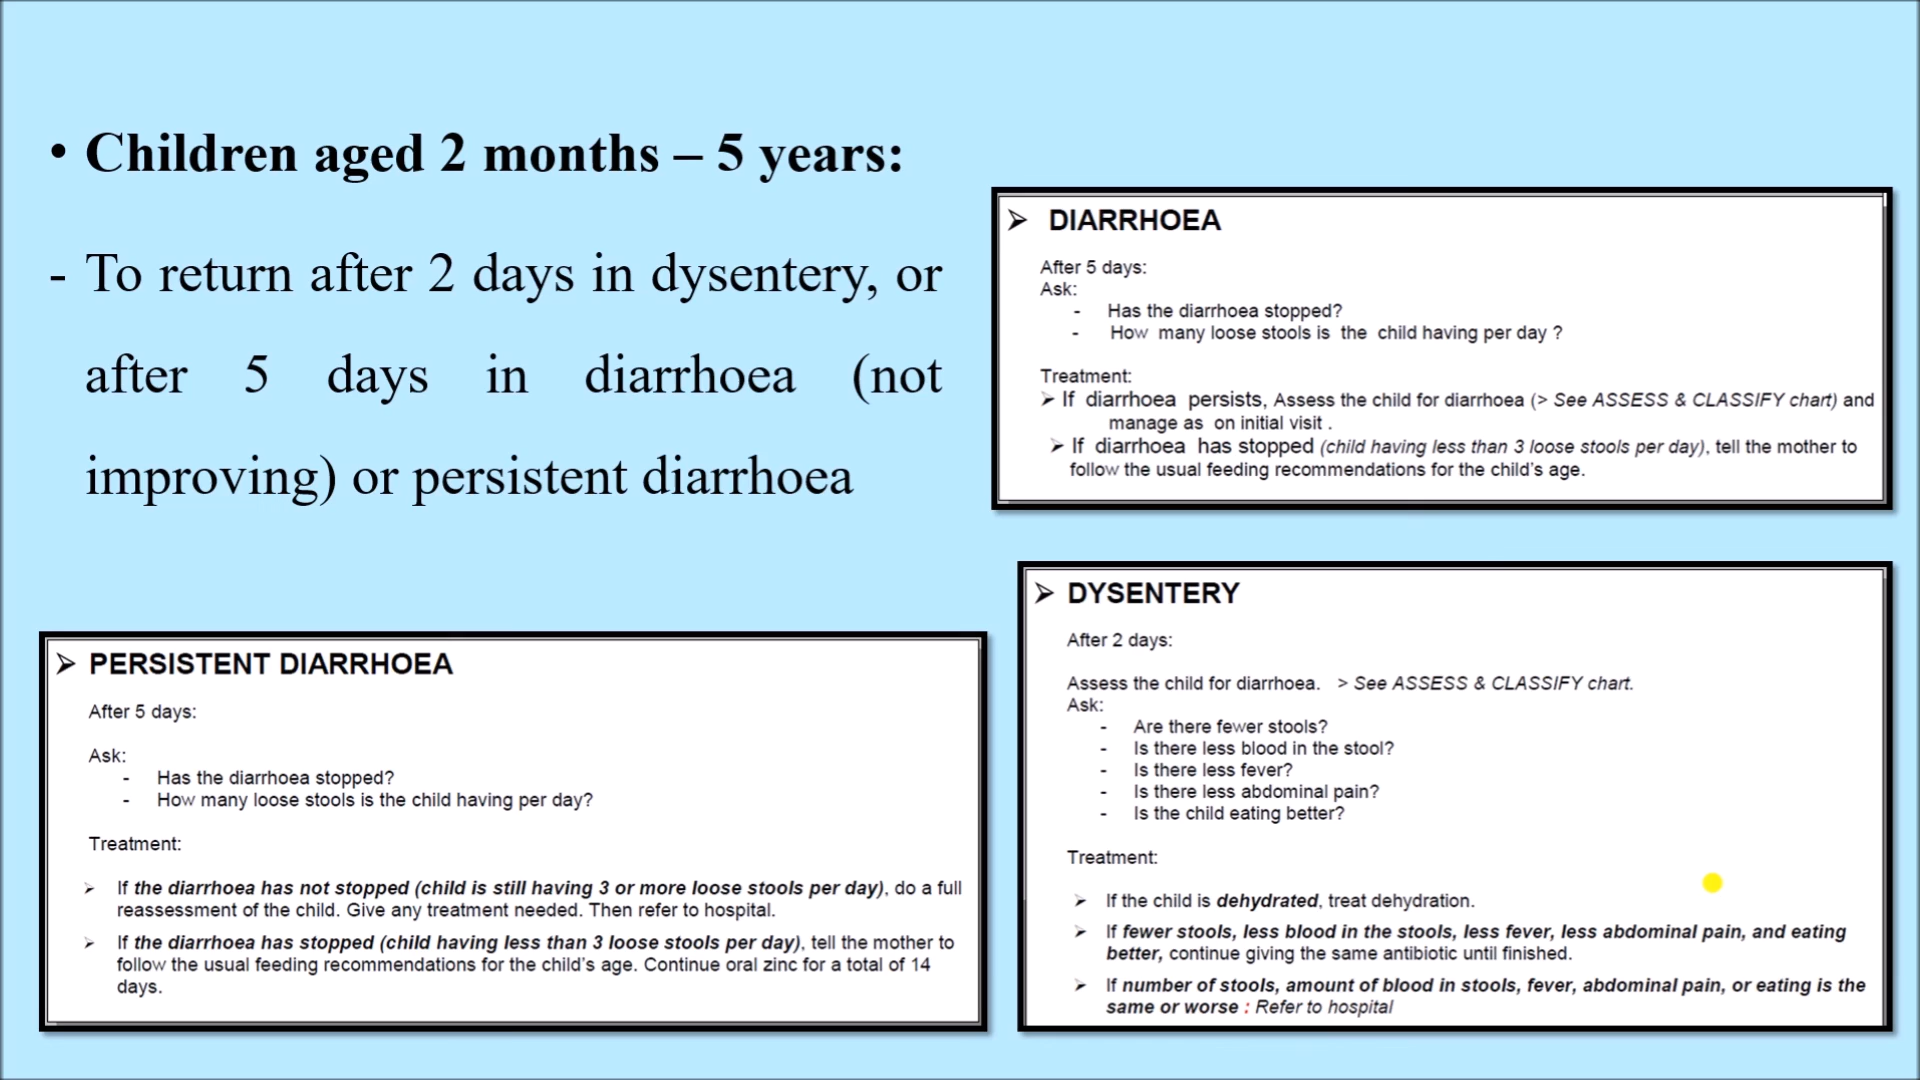 • Children aged 2 months – 5 years:
- To return after 2 days in dysentery, or
after 5 days in diarrhoea (not
improving) or persistent diarrhoea
➢ DIARRHOEA
After 5 days:
Ask:
- Has the diarrhoea stopped?
- How many loose stools is the child having per day ?
Treatment:
➢ If diarrhoea persists, Assess the child for diarrhoea (> See ASSESS & CLASSIFY chart) and
manage as on initial visit .
➢ If diarrhoea has stopped (child having less than 3 loose stools per day), tell the mother to
follow the usual feeding recommendations for the child's age.
➢ PERSISTENT DIARRHOEA
After 5 days:
Ask:
- Has the diarrhoea stopped?
- How many loose stools is the child having per day?
Treatment:
➢ If the diarrhoea has not stopped (child is still having 3 or more loose stools per day), do a full
reassessment of the child. Give any treatment needed. Then refer to hospital.
➢ If the diarrhoea has stopped (child having less than 3 loose stools per day), tell the mother to
follow the usual feeding recommendations for the child's age. Continue oral zinc for a total of 14
days.
➢ DYSENTERY
After 2 days:
Assess the child for diarrhoea. > See ASSESS & CLASSIFY chart.
Ask:
- Are there fewer stools?
- Is there less blood in the stool?
- Is there less fever?
- Is there less abdominal pain?
- Is the child eating better?
Treatment:
➢ If the child is dehydrated, treat dehydration.
➢ If fewer stools, less blood in the stools, less fever, less abdominal pain, and eating
better, continue giving the same antibiotic until finished.
➢ If number of stools, amount of blood in stools, fever, abdominal pain, or eating is the
same or worse : Refer to hospital